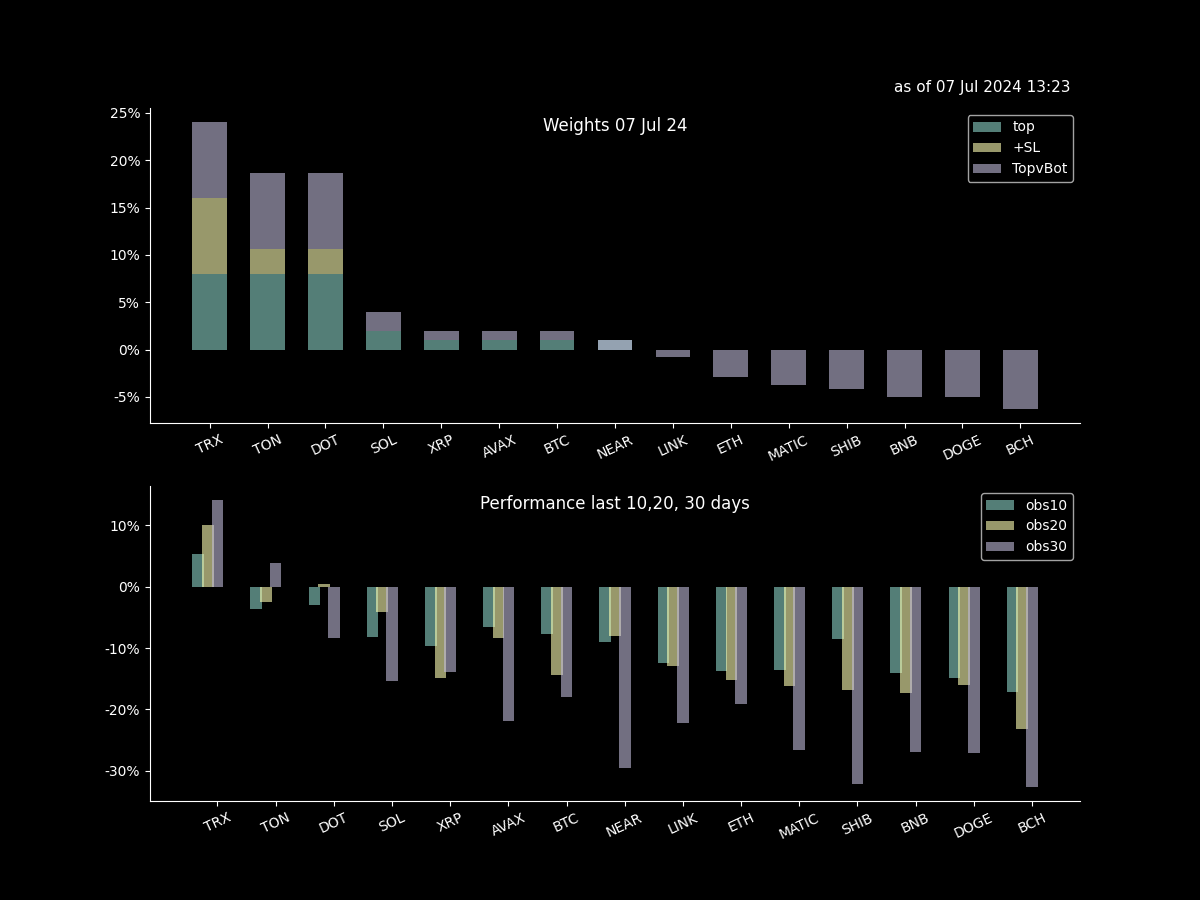 as of 07 Jul 2024 13:23
Weights 07 Jul 24
top
+SL
TopvBot
25%
20%
15%
10%
5%
0%
-5%
TRX TON DOT SOL XRP AVAX BTC NEAR LINK ETH MATIC SHIB BNB DOGE BCH
Performance last 10,20, 30 days
obs10
obs20
obs30
10%
0%
-10%
-20%
-30%
TRX TON DOT SOL XRP AVAX BTC NEAR LINK ETH MATIC SHIB BNB DOGE BCH